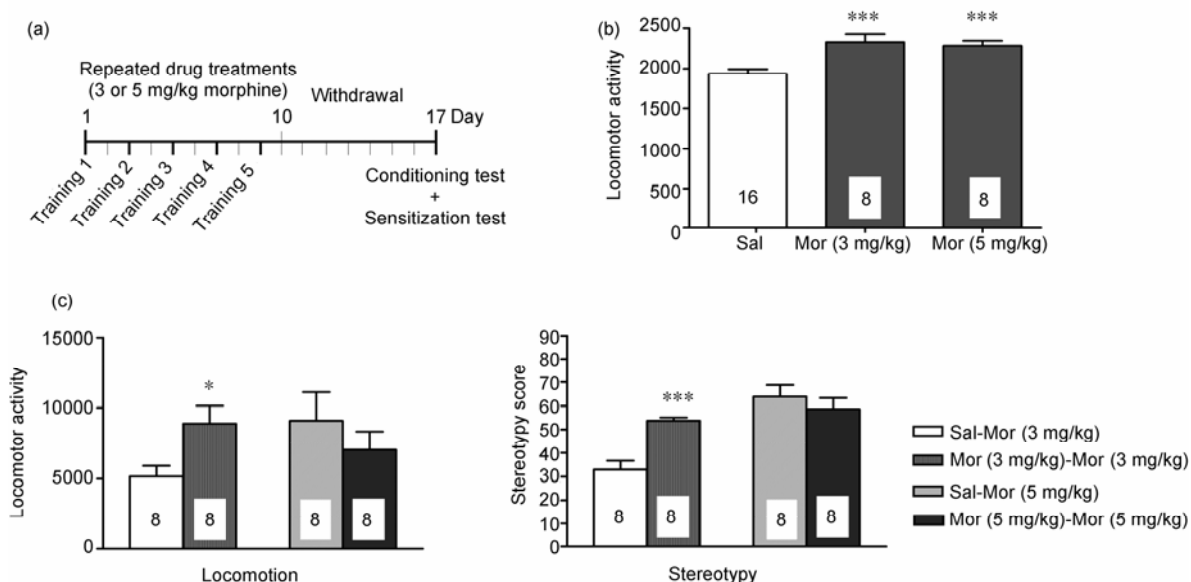 (a)
Repeated drug treatments
(3 or 5 mg/kg morphine)
Withdrawal
1
10
17 Day
Training 1
Training 2
Training 3
Training 4
Training 5
Conditioning test
+
Sensitization test
(b)
Locomotor activity
2500
2000
1500
1000
500
0
***
***
16
8
8
Sal
Mor (3 mg/kg)
Mor (5 mg/kg)
(c)
Locomotor activity
15000
10000
5000
0
*
8
8
8
8
Locomotion
Stereotypy score
90
80
70
60
50
40
30
20
10
0
***
8
8
8
8
Stereotypy
Sal-Mor (3 mg/kg)
Mor (3 mg/kg)-Mor (3 mg/kg)
Sal-Mor (5 mg/kg)
Mor (5 mg/kg)-Mor (5 mg/kg)